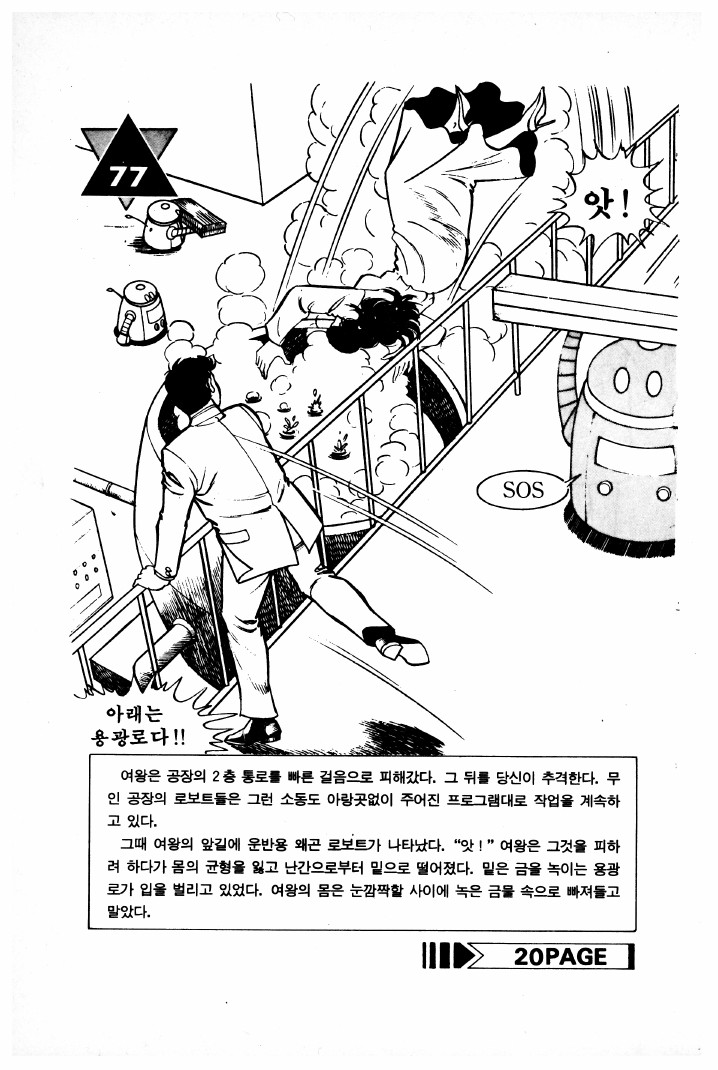 77
앗!
SOS
아래는
용광로다!!
여왕은 공장의 2층 통로를 빠른 걸음으로 피해갔다. 그 뒤를 당신이 추격한다. 무
인 공장의 로보트들은 그런 소동도 아랑곳없이 주어진 프로그램대로 작업을 계속하
고 있다.
그때 여왕의 앞길에 운반용 왜곤 로보트가 나타났다. “앗!” 여왕은 그것을 피하
려 하다가 몸의 균형을 잃고 난간으로부터 밑으로 떨어졌다. 밑은 금을 녹이는 용광
로가 입을 벌리고 있었다. 여왕의 몸은 눈깜짝할 사이에 녹은 금물 속으로 빠져들고
말았다.
20PAGE